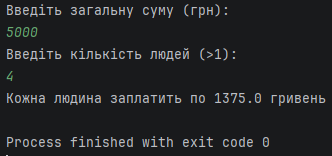 Введіть загальну суму (грн):
5000
Введіть кількість людей (>1):
4
Кожна людина заплатить по 1375.0 гривень
Process finished with exit code 0